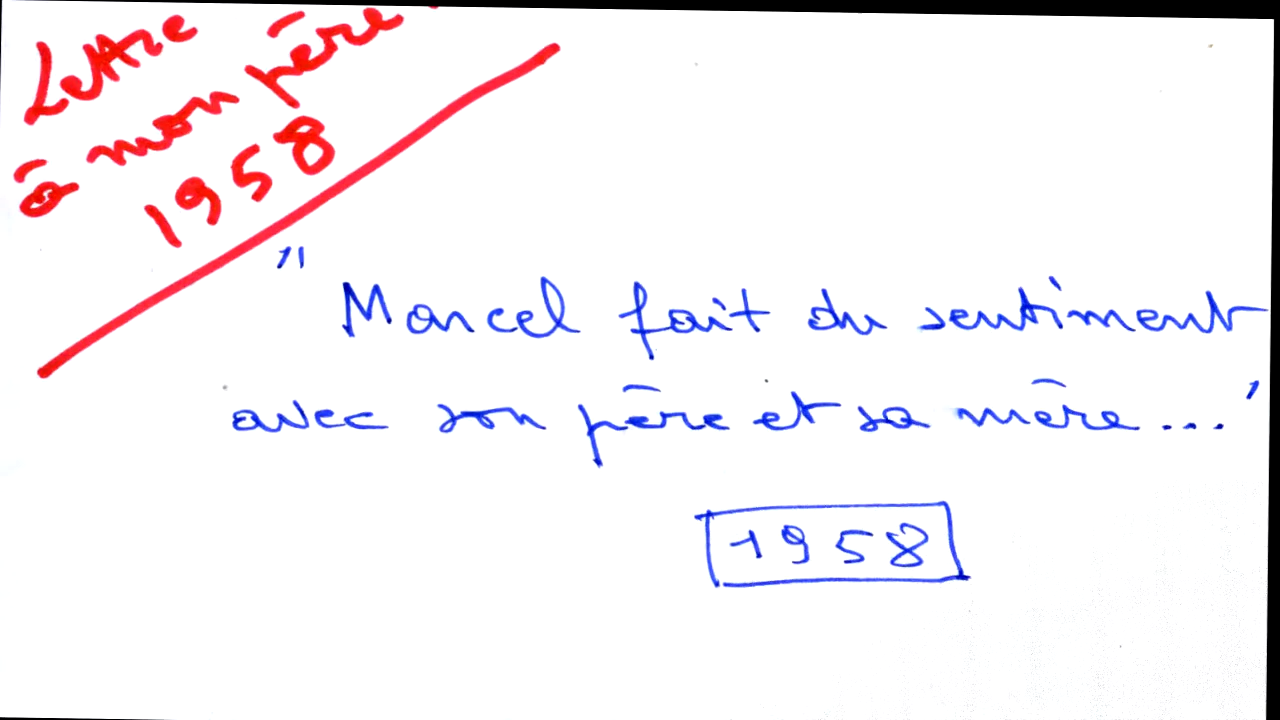 Lettre
à mon père
1958
" Marcel fait du sentiment
avec son père et sa mère... '
1958